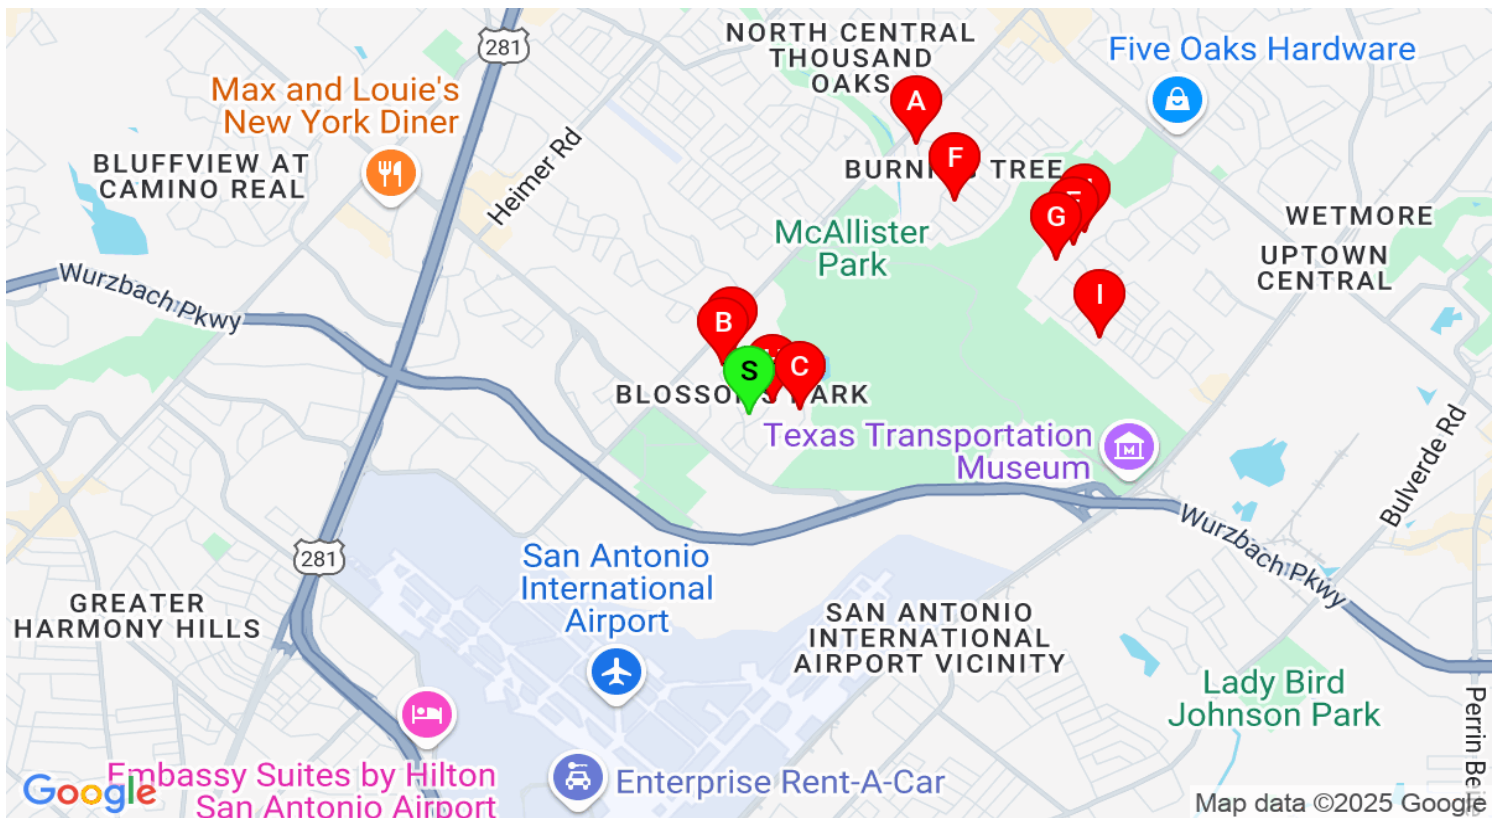 NORTH CENTRAL
THOUSAND
OAKS
281
Five Oaks Hardware
Max and Louie's
New York Diner
A
BLUFFVIEW AT
CAMINO REAL
Heimer Rd
F
TREE
G
WETMORE
McAllister
Park
UPTOWN
CENTRAL
Wurzbach Pkwy
I
B
S
C
Texas Transportation
Museum
Bulverde Rd
281
San Antonio
International
Airport
Wurzbach Pkwy
GREATER
HARMONY HILLS
SAN ANTONIO
INTERNATIONAL
AIRPORT VICINITY
Lady Bird
Johnson Park
Perrin
Embassy Suites by Hilton
San Antonio Airport
Enterprise Rent-A-Car
Google
Map data ©2025 Google